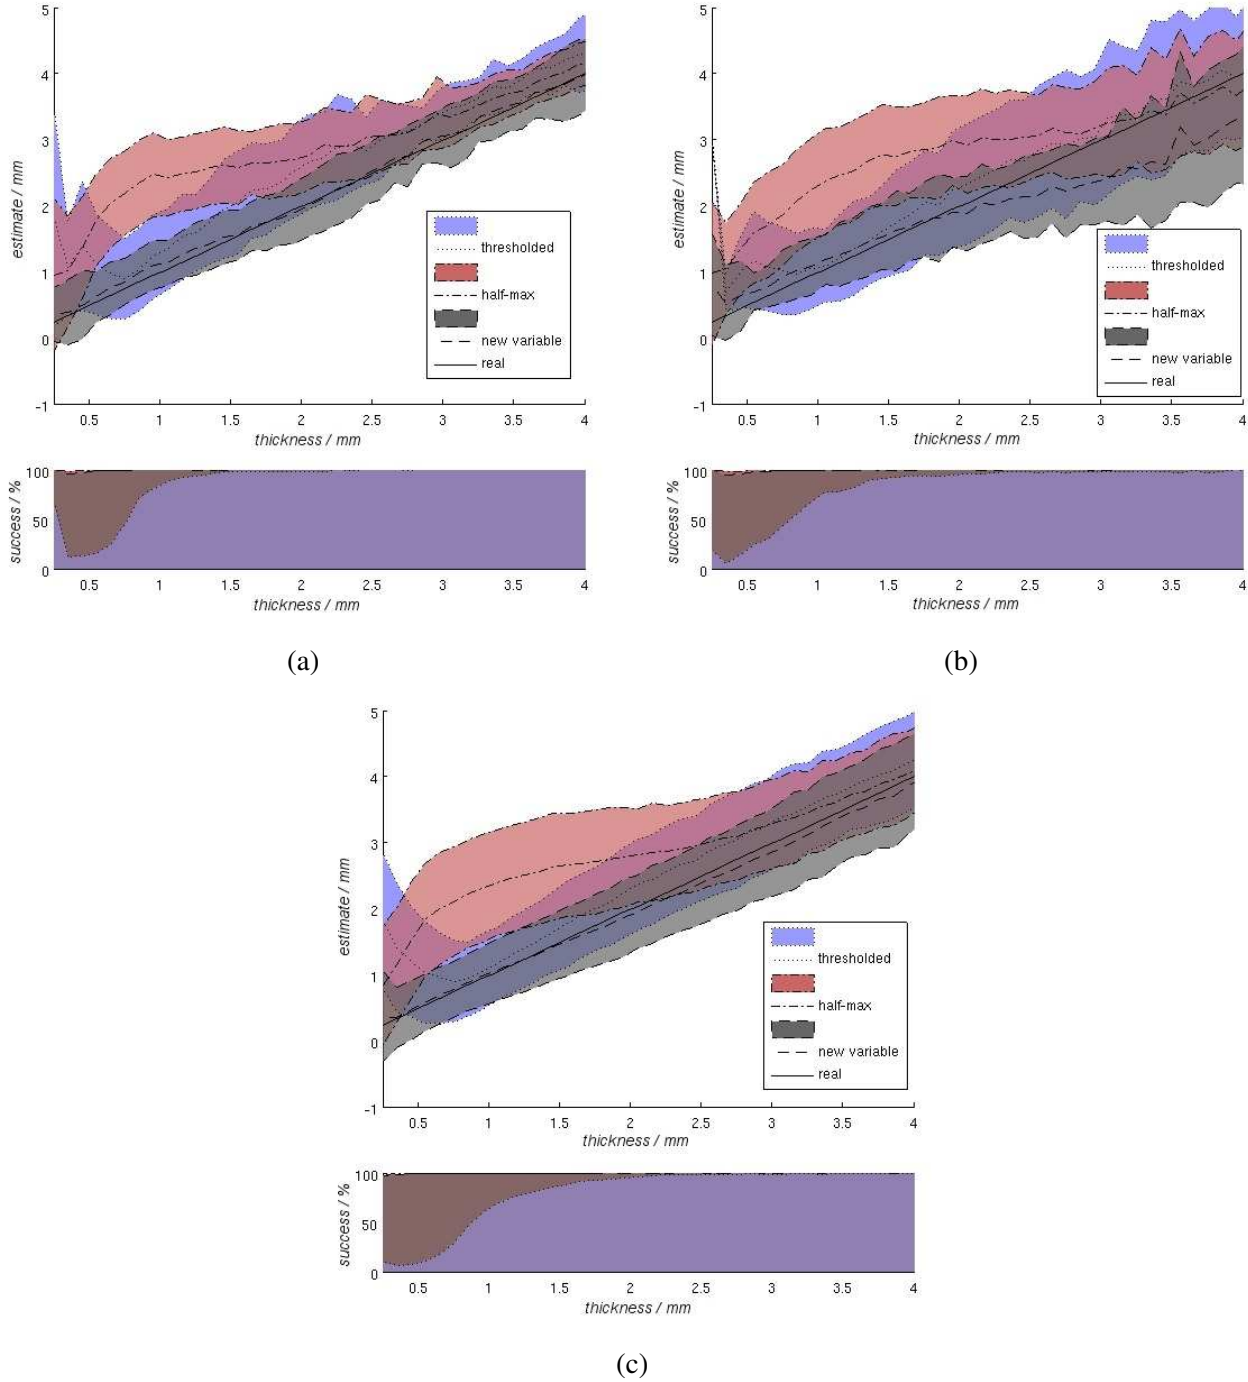 5
4
3
2
1
0
-1
estimate / mm
0.5 1 1.5 2 2.5 3 3.5 4
thickness / mm
thresholded
half-max
new variable
real
100
50
0
success / %
0.5 1 1.5 2 2.5 3 3.5 4
thickness / mm
(a)
5
4
3
2
1
0
-1
estimate / mm
0.5 1 1.5 2 2.5 3 3.5 4
thickness / mm
thresholded
half-max
new variable
real
100
50
0
success / %
0.5 1 1.5 2 2.5 3 3.5 4
thickness / mm
(b)
5
4
3
2
1
0
-1
estimate / mm
0.5 1 1.5 2 2.5 3 3.5 4
thickness / mm
thresholded
half-max
new variable
real
100
50
0
success / %
0.5 1 1.5 2 2.5 3 3.5 4
thickness / mm
(c)